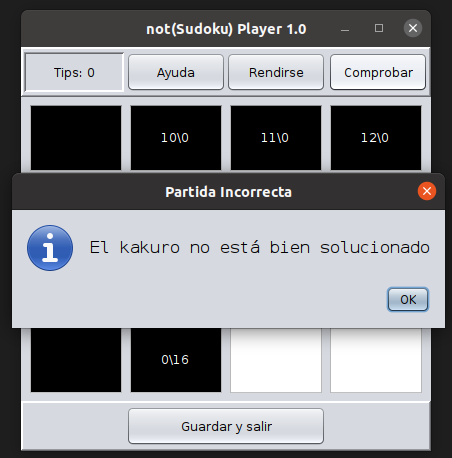 not(Sudoku) Player 1.0
Tips: 0
Ayuda
Rendirse
Comprobar
10\0
11\0
12\0
Partida Incorrecta
El kakuro no está bien solucionado
OK
0\16
Guardar y salir